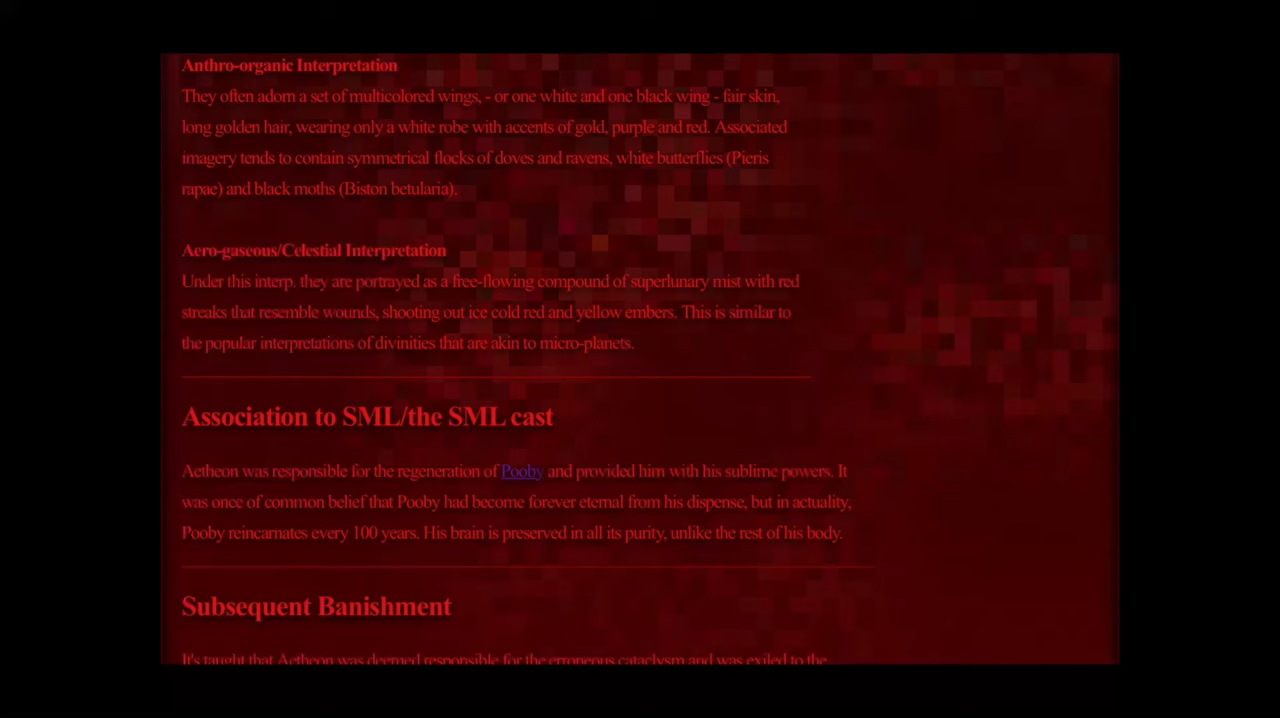 Anthro-organic Interpretation
They often adorn a set of multicolored wings, - or one white and one black wing - fair skin,
long golden hair, wearing only a white robe with accents of gold, purple and red. Associated
imagery tends to contain symmetrical flocks of doves and ravens, white butterflies (Pieris
rapae) and black moths (Biston betularia).
Aero-gaseous/Celestial Interpretation
Under this interp. they are portrayed as a free-flowing compound of superlunary mist with red
streaks that resemble wounds, shooting out ice cold red and yellow embers. This is similar to
the popular interpretations of divinities that are akin to micro-planets.
Association to SML/the SML cast
Aetheon was responsible for the regeneration of Pooby and provided him with his sublime powers. It
was once of common belief that Pooby had become forever eternal from his dispense, but in actuality,
Pooby reincarnates every 100 years. His brain is preserved in all its purity, unlike the rest of his body.
Subsequent Banishment
It's taught that Aetheon was deemed responsible for the erroneous cataclysm and was exiled to the